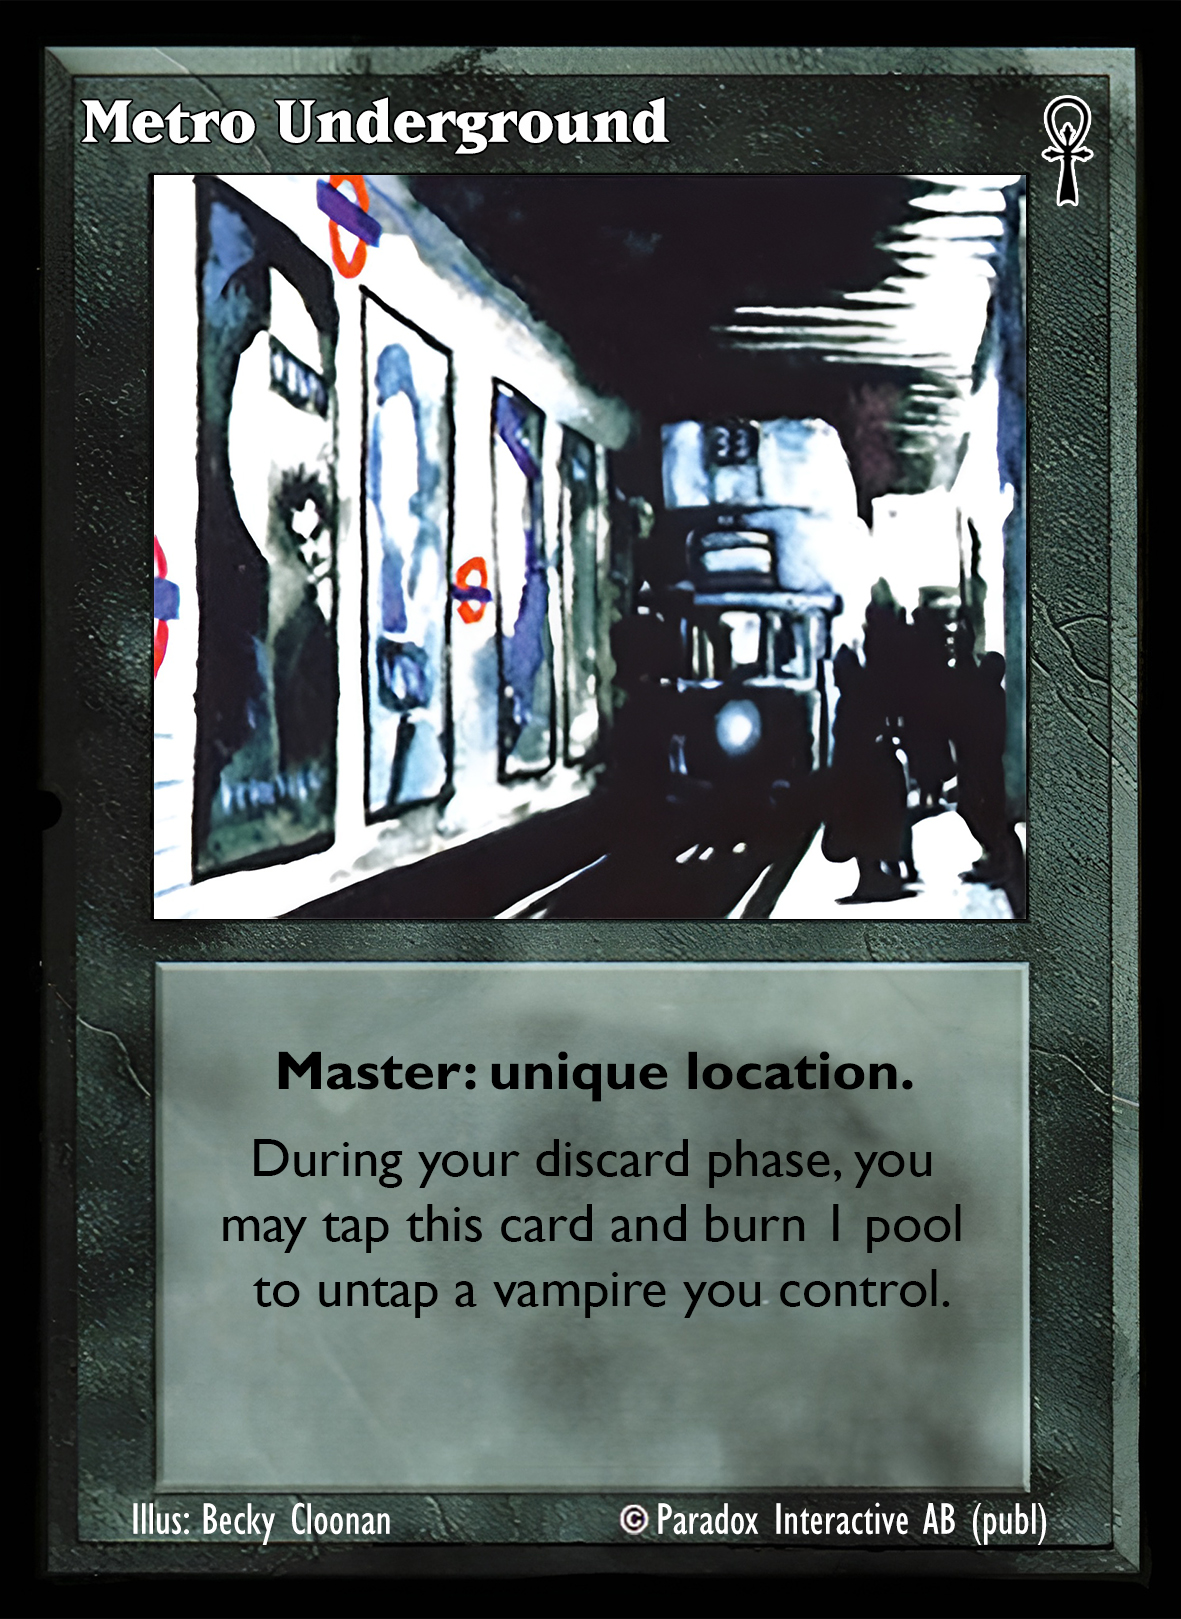 Metro Underground
33
Master: unique location.
During your discard phase, you
may tap this card and burn 1 pool
to untap a vampire you control.
Illus: Becky Cloonan
© Paradox Interactive AB (publ)